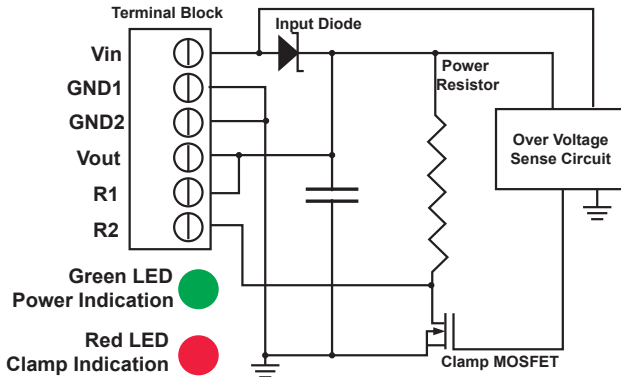 Terminal Block
Vin
GND1
GND2
Vout
R1
R2
Input Diode
Power
Resistor
Over Voltage
Sense Circuit
Green LED
Power Indication
Red LED
Clamp Indication
Clamp MOSFET